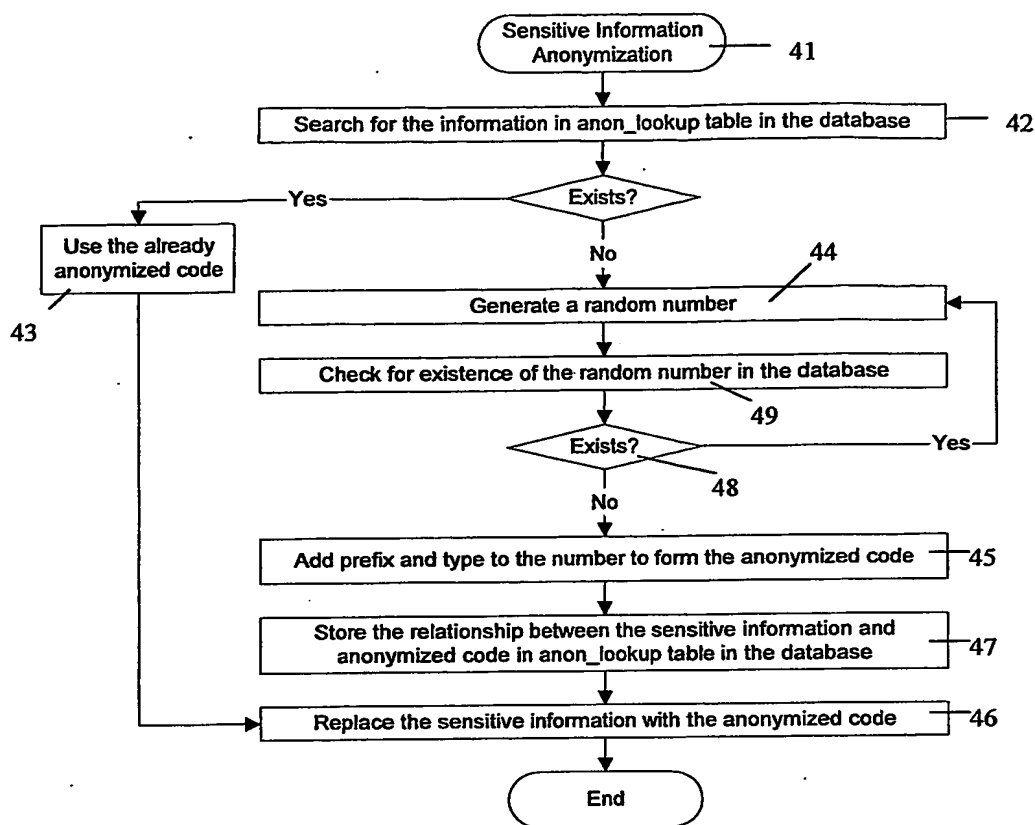 Sensitive Information
Anonymization
41
Search for the information in anon_lookup table in the database
42
Exists?
Yes
No
Use the already
anonymized code
43
44
Generate a random number
Check for existence of the random number in the database
49
Exists?
Yes
48
No
Add prefix and type to the number to form the anonymized code
45
Store the relationship between the sensitive information and
anonymized code in anon_lookup table in the database
47
Replace the sensitive information with the anonymized code
46
End